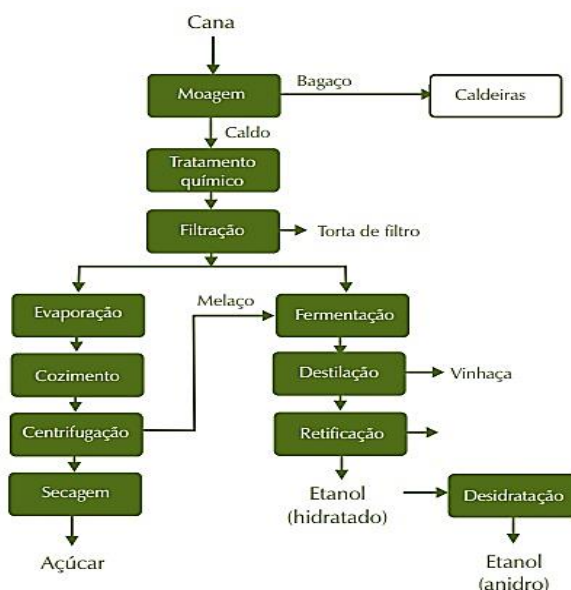 Cana
Moagem
Bagaço
Caldeiras
Caldo
Tratamento
químico
Filtração
Torta de filtro
Evaporação
Melaço
Fermentação
Cozimento
Destilação
Vinhaça
Centrifugação
Retificação
Secagem
Etanol
(hidratado)
Desidratação
Açúcar
Etanol
(anidro)